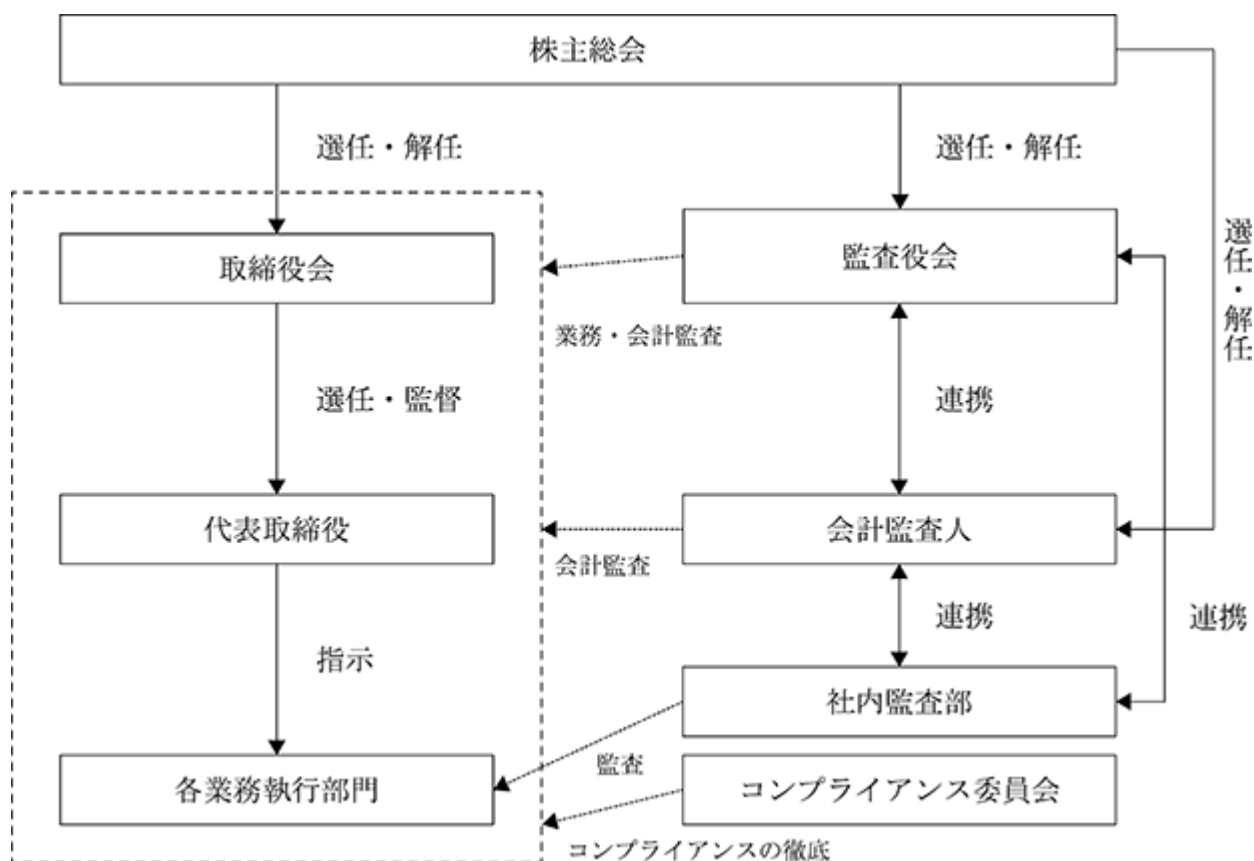 株主総会
選任・解任
選任・解任
選任・解任
取締役会
監査役会
業務・会計監査
選任・監督
連携
代表取締役
会計監査人
会計監査
連携
連携
指示
社内監査部
監査
各業務執行部門
コンプライアンス委員会
コンプライアンスの徹底